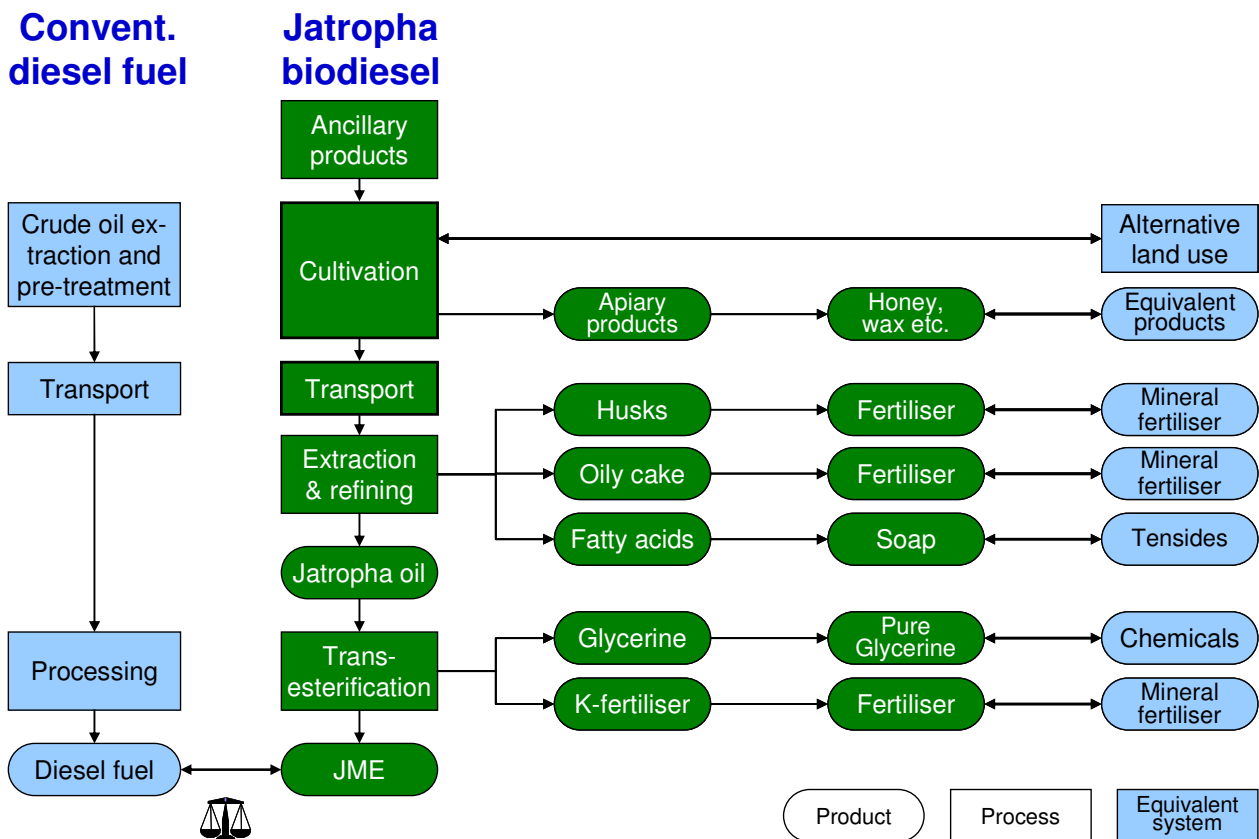 Convent.
diesel fuel
Jatropha
biodiesel
Ancillary
products
Crude oil ex-
traction and
pre-treatment
Cultivation
Alternative
land use
Apiary
products
Honey,
wax etc.
Equivalent
products
Transport
Transport
Husks
Fertiliser
Mineral
fertiliser
Extraction
& refining
Oily cake
Fertiliser
Mineral
fertiliser
Fatty acids
Soap
Tensides
Jatropha oil
Processing
Trans-
esterification
Glycerine
Pure
Glycerine
Chemicals
K-fertiliser
Fertiliser
Mineral
fertiliser
Diesel fuel
JME
Product
Process
Equivalent
system